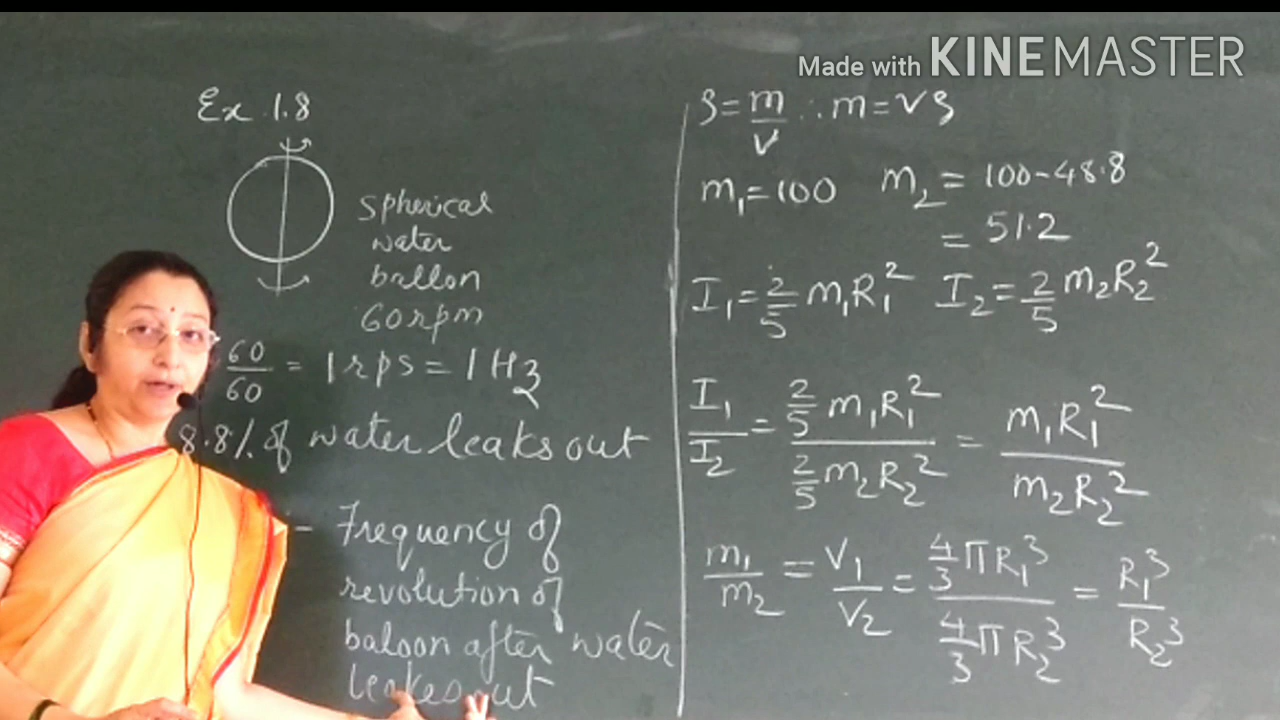 Made with KINEMASTER
Ex 1.8
spherical
water
ballon
60 rpm
60/60 = 1 rps = 1 Hz
8.8% of water leaks out
- Frequency of
revolution of
baloon after water
leakes out
ρ = m/v ∴ m = vρ
m₁ = 100 m₂ = 100 - 48.8
= 51.2
I₁ = 2/5 m₁R₁² I₂ = 2/5 m₂R₂²
I₁/I₂ = (2/5 m₁R₁²)/(2/5 m₂R₂²) = m₁R₁²/m₂R₂²
m₁/m₂ = V₁/V₂ = (4/3 πR₁³)/(4/3 πR₂³) = R₁³/R₂³